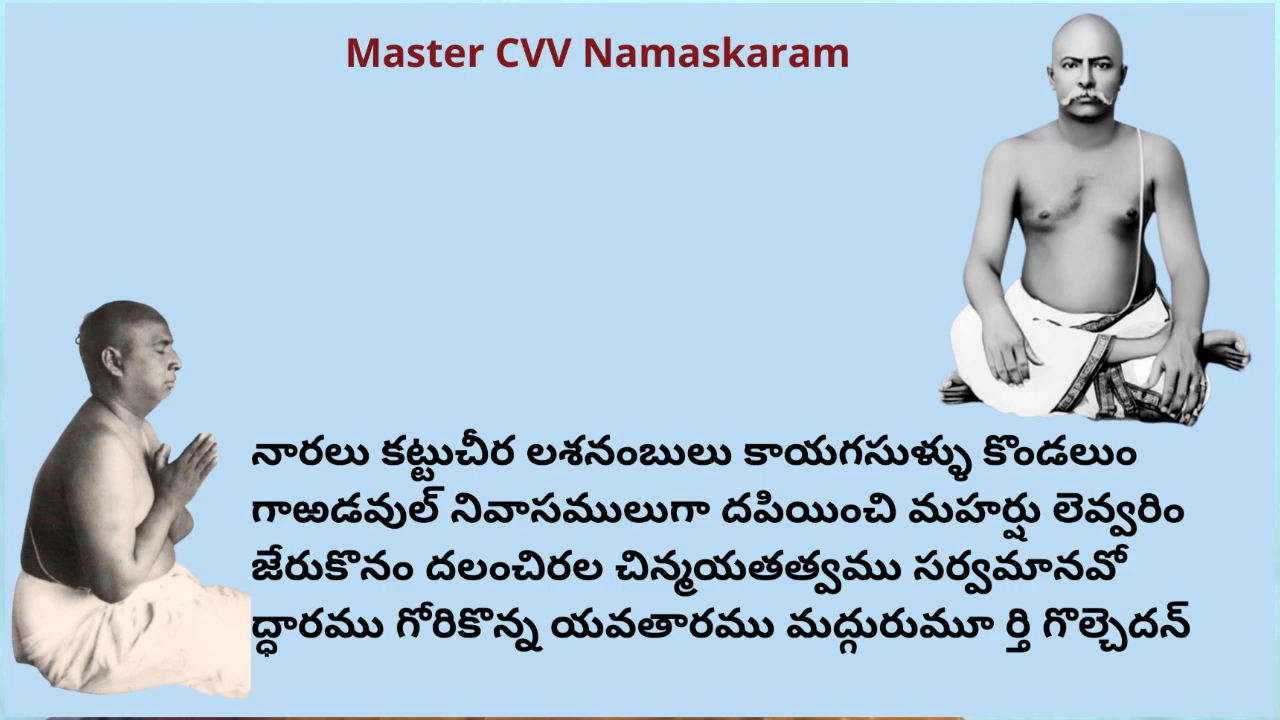 Master CVV Namaskaram
నారలు కట్టుచీర లశనంబులు కాయగసుళ్ళు కొండలుం
గాఱడవుల్ నివాసములుగా దపియించి మహర్షు లెవ్వరిం
జేరుకొనం దలంచిరల చిన్మయతత్వము సర్వమానవో
ద్ధారము గోరికొన్న యవతారము మద్గురుమూ ర్తి గొల్చెదన్